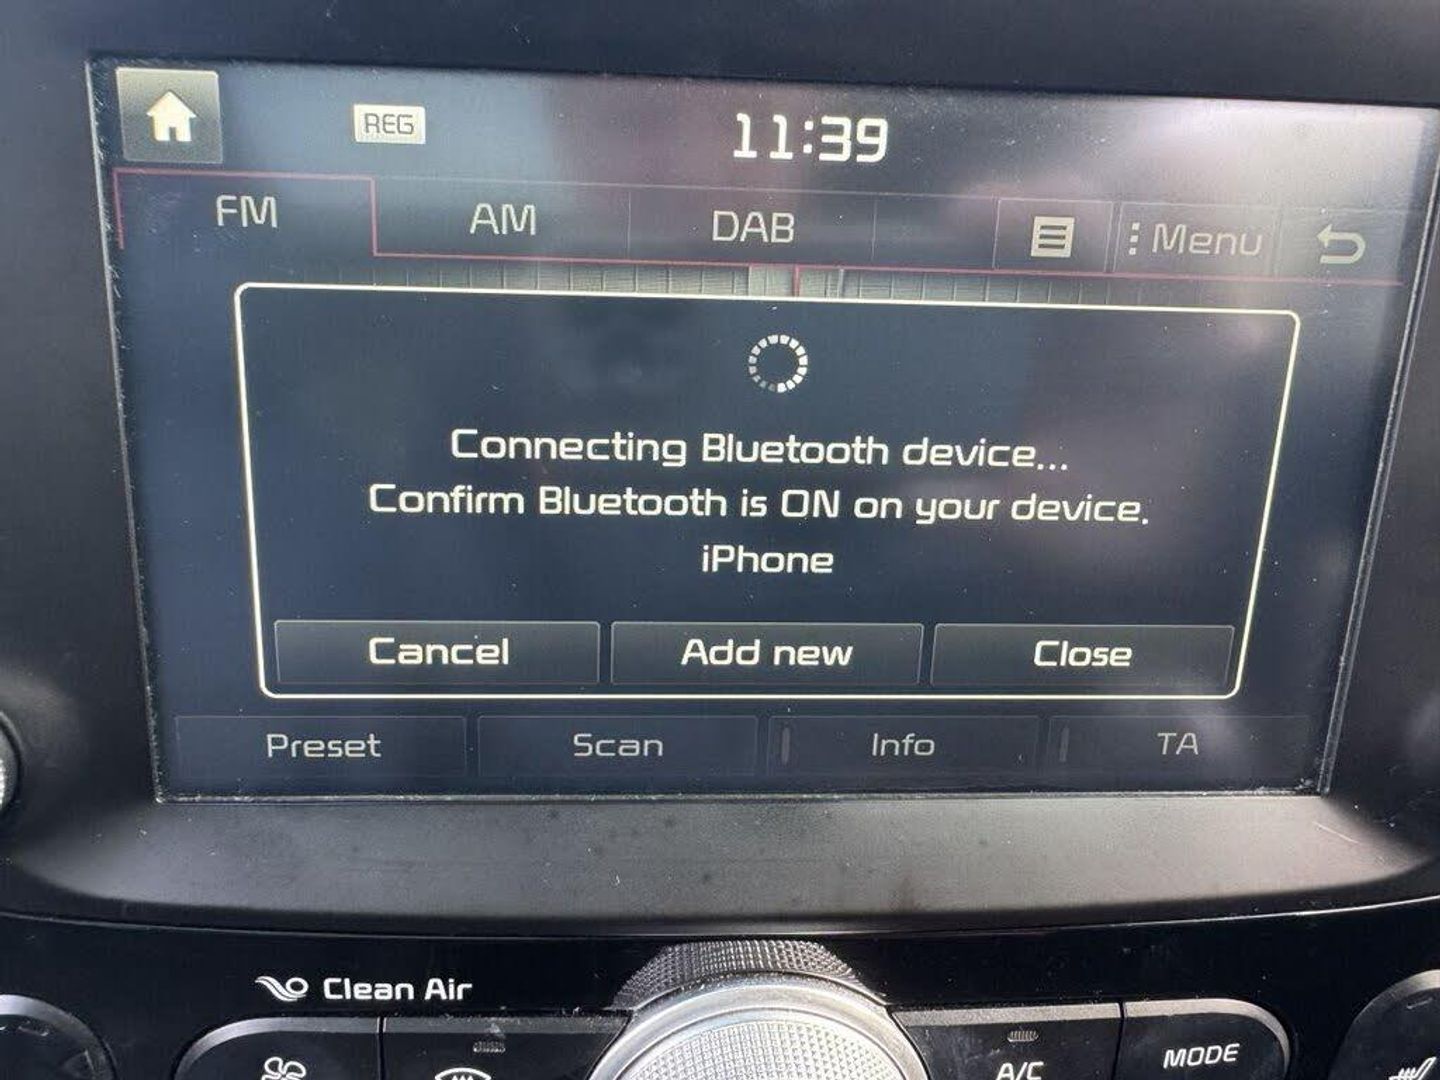 REG
11:39
FM
AM
DAB
Menu
Connecting Bluetooth device...
Confirm Bluetooth is ON on your device.
iPhone
Cancel
Add new
Close
Preset
Scan
Info
TA
Clean Air
A/C
MODE